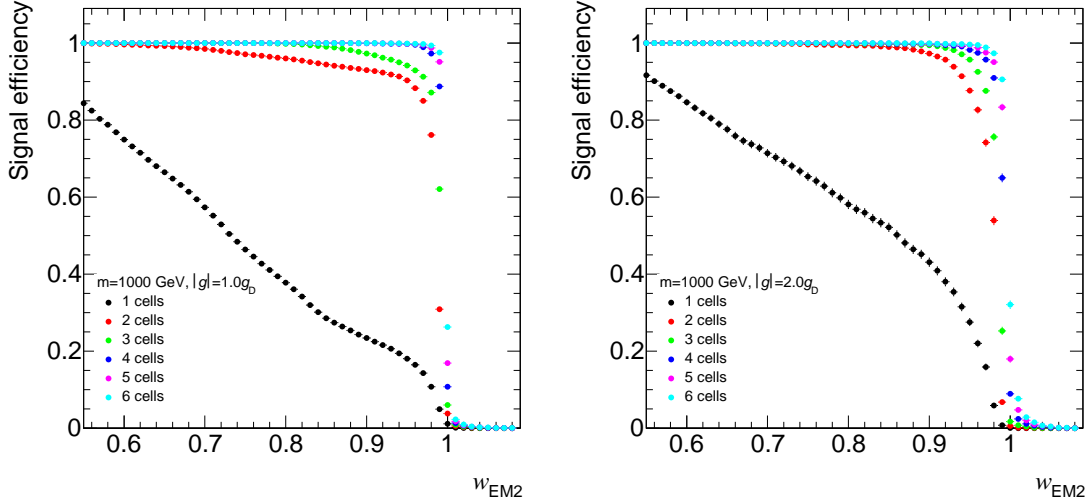 Signal efficiency
1
0.8
0.6
0.4
0.2
0
m=1000 GeV, |g|=1.0g_D
1 cells
2 cells
3 cells
4 cells
5 cells
6 cells
0.6 0.7 0.8 0.9 1
w_EM2
Signal efficiency
1
0.8
0.6
0.4
0.2
0
m=1000 GeV, |g|=2.0g_D
1 cells
2 cells
3 cells
4 cells
5 cells
6 cells
0.6 0.7 0.8 0.9 1
w_EM2